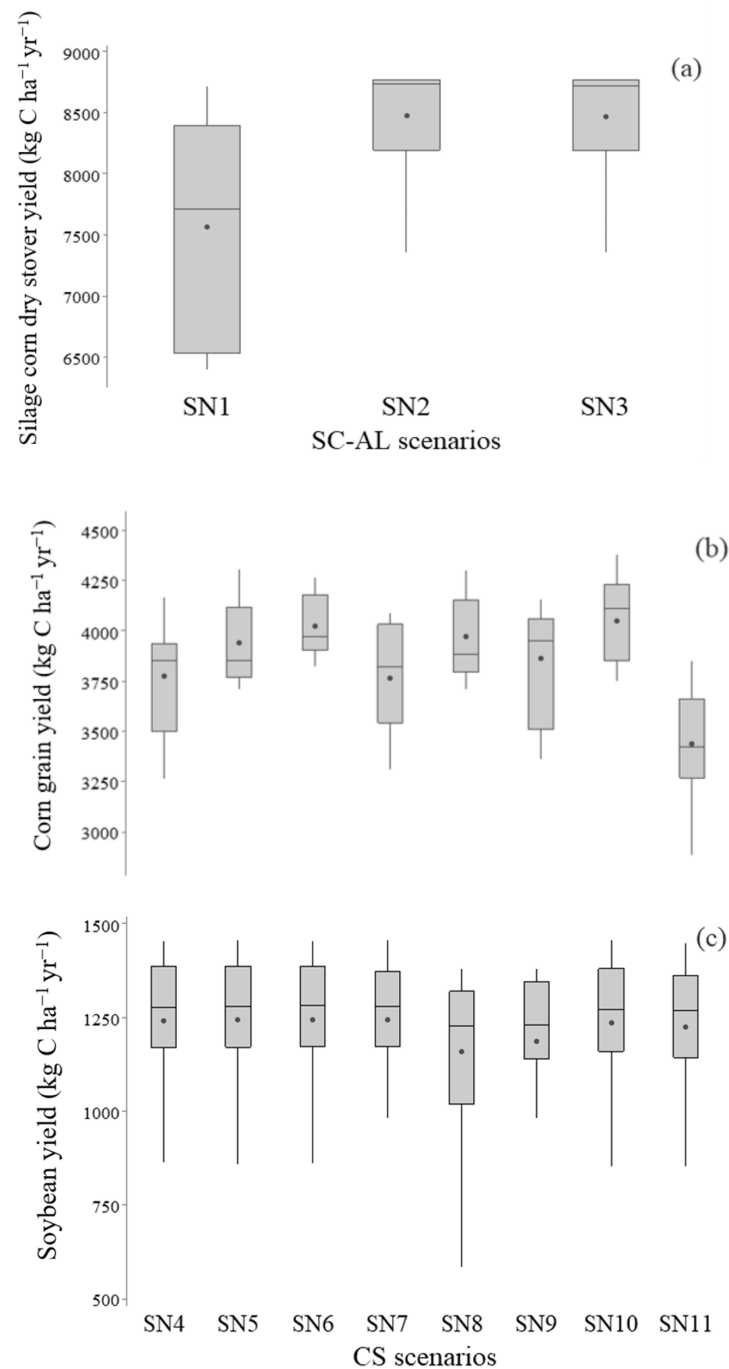 (a)
Silage corn dry stover yield (kg C ha⁻¹ yr⁻¹)
9000
8500
8000
7500
7000
6500
SN1 SN2 SN3
SC-AL scenarios
(b)
Corn grain yield (kg C ha⁻¹ yr⁻¹)
4500
4250
4000
3750
3500
3250
3000
(c)
Soybean yield (kg C ha⁻¹ yr⁻¹)
1500
1250
1000
750
500
SN4 SN5 SN6 SN7 SN8 SN9 SN10 SN11
CS scenarios